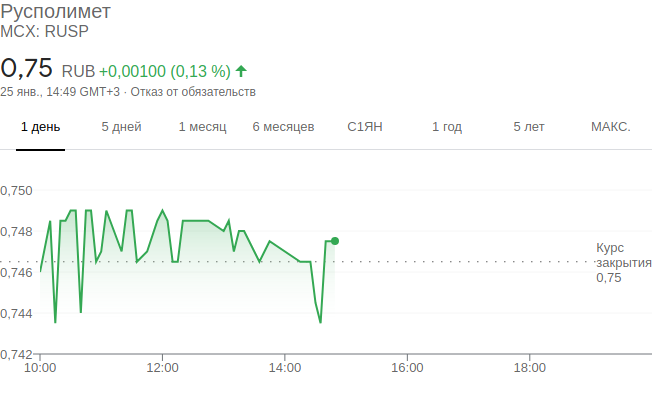 Русполимет
MCX: RUSP
0,75 RUB +0,00100 (0,13 %)
25 янв., 14:49 GMT+3 · Отказ от обязательств
1 день 5 дней 1 месяц 6 месяцев С1ЯН 1 год 5 лет МАКС.
0,750
0,748
Курс
закрытия
0,75
0,746
0,744
0,742
10:00 12:00 14:00 16:00 18:00